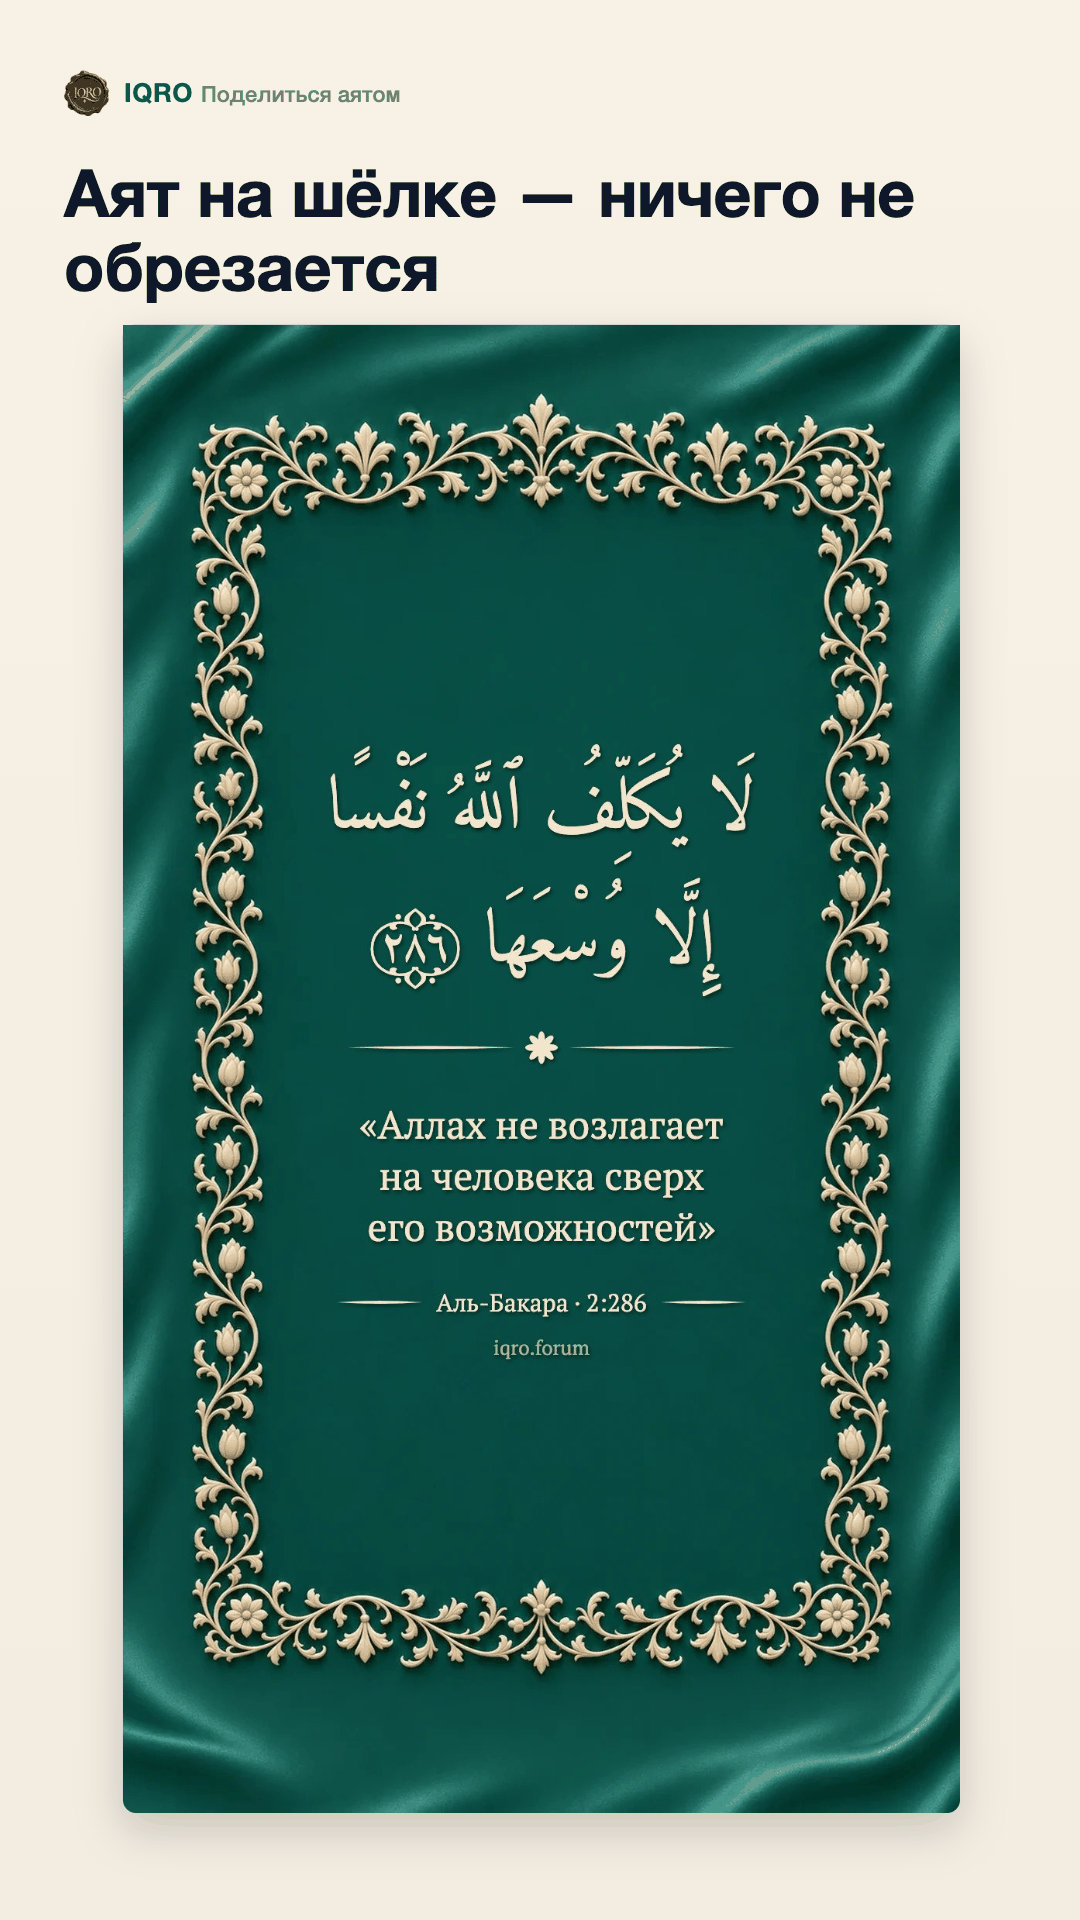 IQRO
IQRO Поделиться аятом
Аят на шёлке — ничего не
обрезается
لَا يُكَلِّفُ ٱللَّهُ نَفْسًا
إِلَّا وُسْعَهَا ٢٨٦
«Аллах не возлагает
на человека сверх
его возможностей»
Аль-Бакара · 2:286
iqro.forum